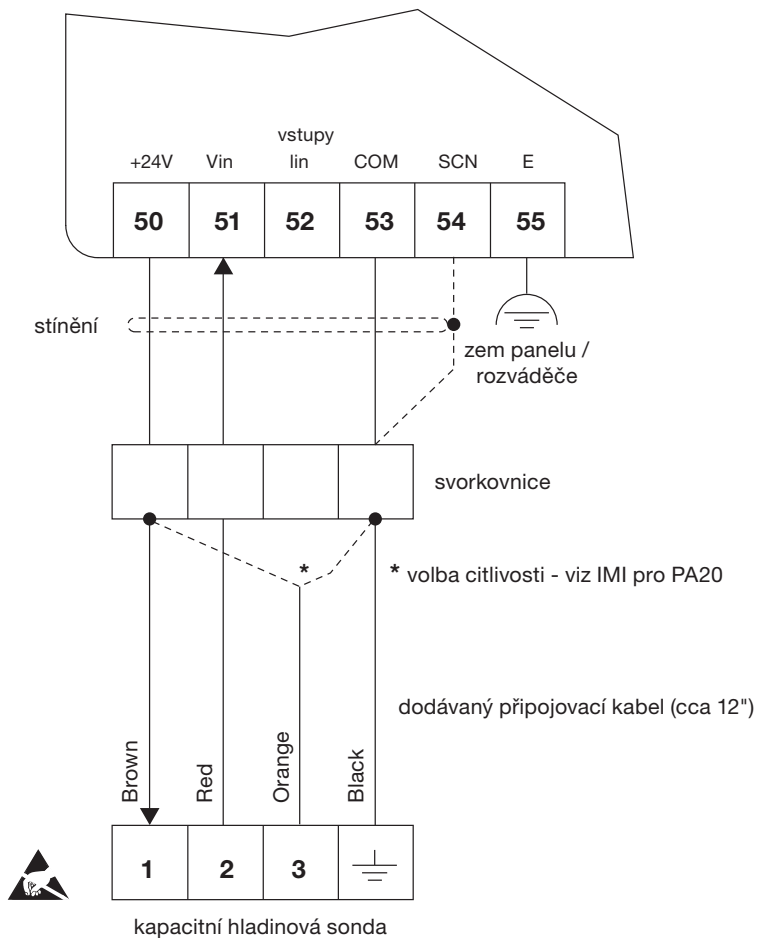 vstupy
+24V Vin Iin COM SCN E
50 51 52 53 54 55
stínění
zem panelu /
rozváděče
svorkovnice
*
* volba citlivosti - viz IMI pro PA20
dodávaný připojovací kabel (cca 12")
Brown Red Orange Black
1 2 3
kapacitní hladinová sonda